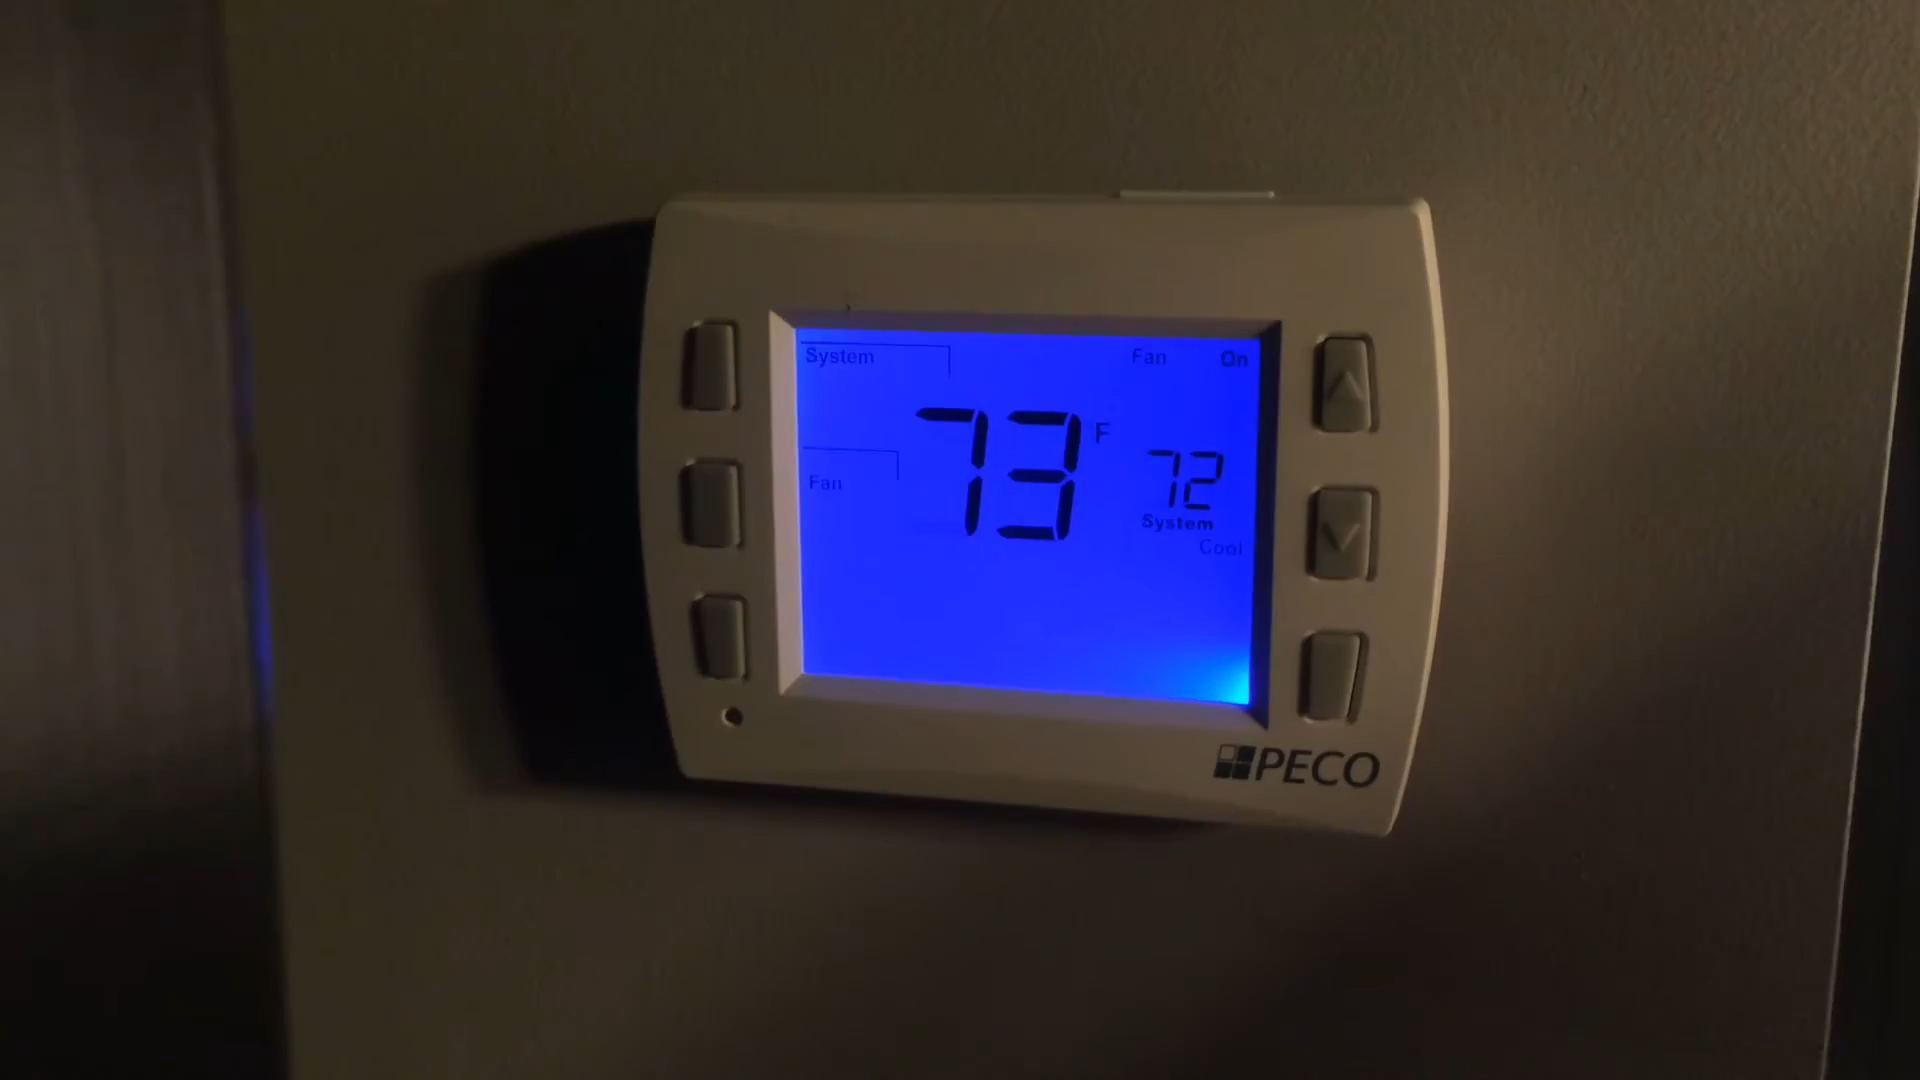 System
Fan On
73 F
72
Fan
System
Cool
PECO